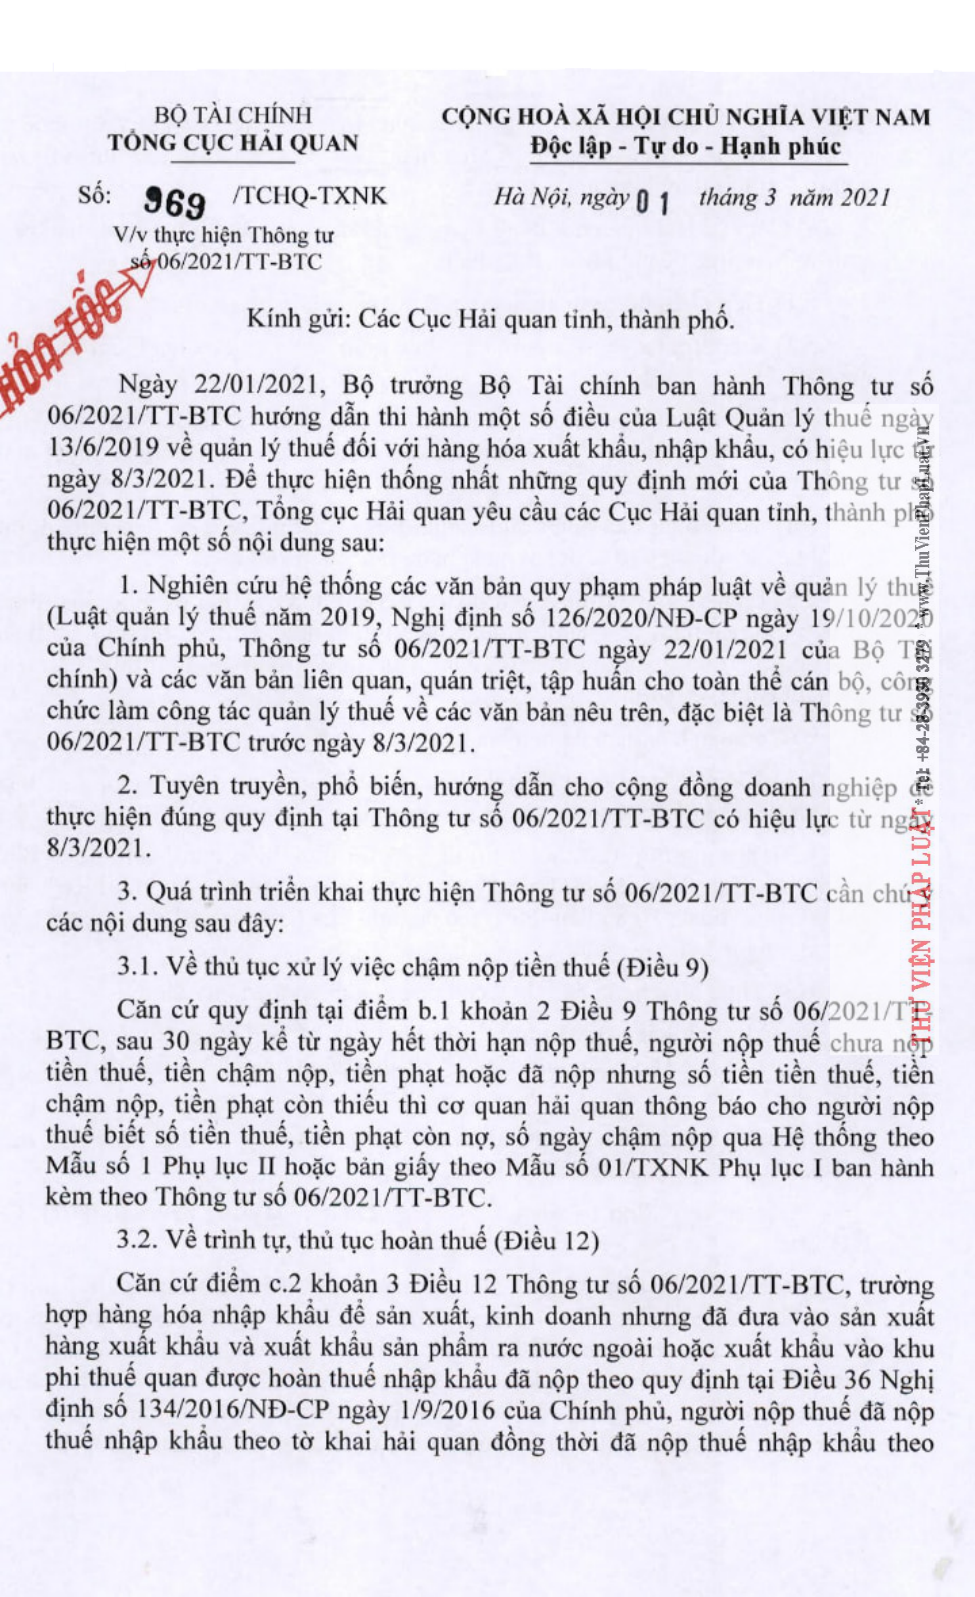 BỘ TÀI CHÍNH
TỔNG CỤC HẢI QUAN
CỘNG HOÀ XÃ HỘI CHỦ NGHĨA VIỆT NAM
Độc lập - Tự do - Hạnh phúc
Số: 969 /TCHQ-TXNK
Hà Nội, ngày 01 tháng 3 năm 2021
V/v thực hiện Thông tư
số 06/2021/TT-BTC
HỎA TỐC
Kính gửi: Các Cục Hải quan tỉnh, thành phố.
Ngày 22/01/2021, Bộ trưởng Bộ Tài chính ban hành Thông tư số
06/2021/TT-BTC hướng dẫn thi hành một số điều của Luật Quản lý thuế ngày
13/6/2019 về quản lý thuế đối với hàng hóa xuất khẩu, nhập khẩu, có hiệu lực từ
ngày 8/3/2021. Để thực hiện thống nhất những quy định mới của Thông tư số
06/2021/TT-BTC, Tổng cục Hải quan yêu cầu các Cục Hải quan tỉnh, thành phố
thực hiện một số nội dung sau:
1. Nghiên cứu hệ thống các văn bản quy phạm pháp luật về quản lý thuế
(Luật quản lý thuế năm 2019, Nghị định số 126/2020/NĐ-CP ngày 19/10/2020
của Chính phủ, Thông tư số 06/2021/TT-BTC ngày 22/01/2021 của Bộ Tài
chính) và các văn bản liên quan, quán triệt, tập huấn cho toàn thể cán bộ, công
chức làm công tác quản lý thuế về các văn bản nêu trên, đặc biệt là Thông tư số
06/2021/TT-BTC trước ngày 8/3/2021.
2. Tuyên truyền, phổ biến, hướng dẫn cho cộng đồng doanh nghiệp để
thực hiện đúng quy định tại Thông tư số 06/2021/TT-BTC có hiệu lực từ ngày
8/3/2021.
3. Quá trình triển khai thực hiện Thông tư số 06/2021/TT-BTC cần chú ý
các nội dung sau đây:
3.1. Về thủ tục xử lý việc chậm nộp tiền thuế (Điều 9)
Căn cứ quy định tại điểm b.1 khoản 2 Điều 9 Thông tư số 06/2021/TT-
BTC, sau 30 ngày kể từ ngày hết thời hạn nộp thuế, người nộp thuế chưa nộp
tiền thuế, tiền chậm nộp, tiền phạt hoặc đã nộp nhưng số tiền tiền thuế, tiền
chậm nộp, tiền phạt còn thiếu thì cơ quan hải quan thông báo cho người nộp
thuế biết số tiền thuế, tiền phạt còn nợ, số ngày chậm nộp qua Hệ thống theo
Mẫu số 1 Phụ lục II hoặc bản giấy theo Mẫu số 01/TXNK Phụ lục I ban hành
kèm theo Thông tư số 06/2021/TT-BTC.
3.2. Về trình tự, thủ tục hoàn thuế (Điều 12)
Căn cứ điểm c.2 khoản 3 Điều 12 Thông tư số 06/2021/TT-BTC, trường
hợp hàng hóa nhập khẩu để sản xuất, kinh doanh nhưng đã đưa vào sản xuất
hàng xuất khẩu và xuất khẩu sản phẩm ra nước ngoài hoặc xuất khẩu vào khu
phi thuế quan được hoàn thuế nhập khẩu đã nộp theo quy định tại Điều 36 Nghị
định số 134/2016/NĐ-CP ngày 1/9/2016 của Chính phủ, người nộp thuế đã nộp
thuế nhập khẩu theo tờ khai hải quan đồng thời đã nộp thuế nhập khẩu theo
THƯ VIỆN PHÁP LUẬT * Tel: +84-28-3930 3279 * www.ThuVienPhapLuat.vn